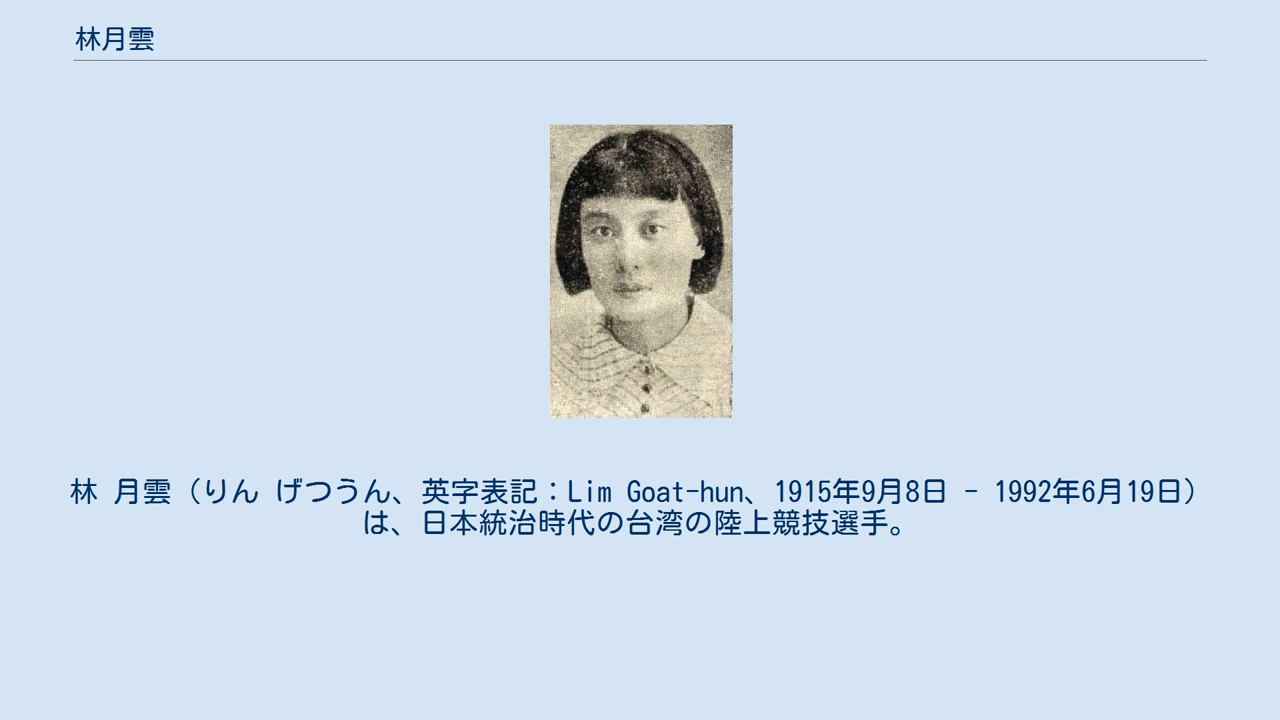 林月雲
林 月雲（りん げつうん、英字表記：Lim Goat-hun、1915年9月8日 - 1992年6月19日）
は、日本統治時代の台湾の陸上競技選手。